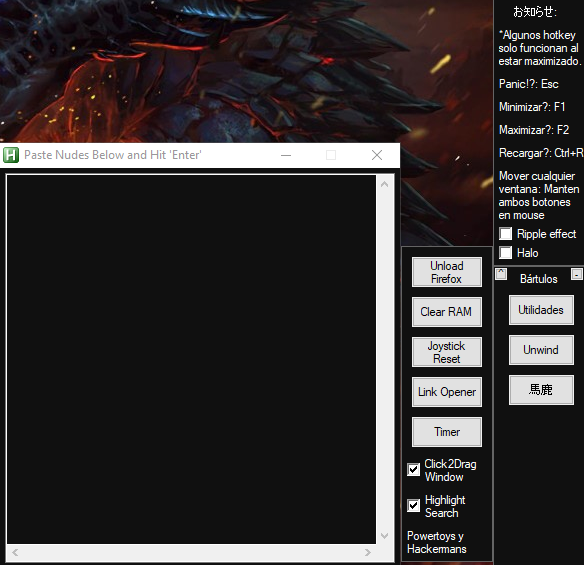 お知らせ:
*Algunos hotkey
solo funcionan al
estar maximizado.
Panic!?: Esc
Minimizar?: F1
Maximizar?: F2
Recargar?: Ctrl+R
Mover cualquier
ventana: Manten
ambos botones
en mouse
Ripple effect
Halo
H Paste Nudes Below and Hit 'Enter'
Unload
Firefox
Clear RAM
Joystick
Reset
Link Opener
Timer
Click2Drag
Window
Highlight
Search
Powertoys y
Hackermans
^ Bártulos -
Utilidades
Unwind
馬鹿